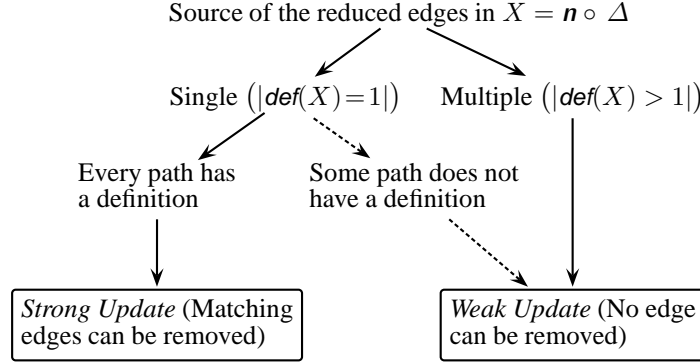 Source of the reduced edges in X = n ∘ Δ
Single (|def(X) = 1|)
Multiple (|def(X) > 1|)
Every path has
a definition
Some path does not
have a definition
Strong Update (Matching
edges can be removed)
Weak Update (No edge
can be removed)